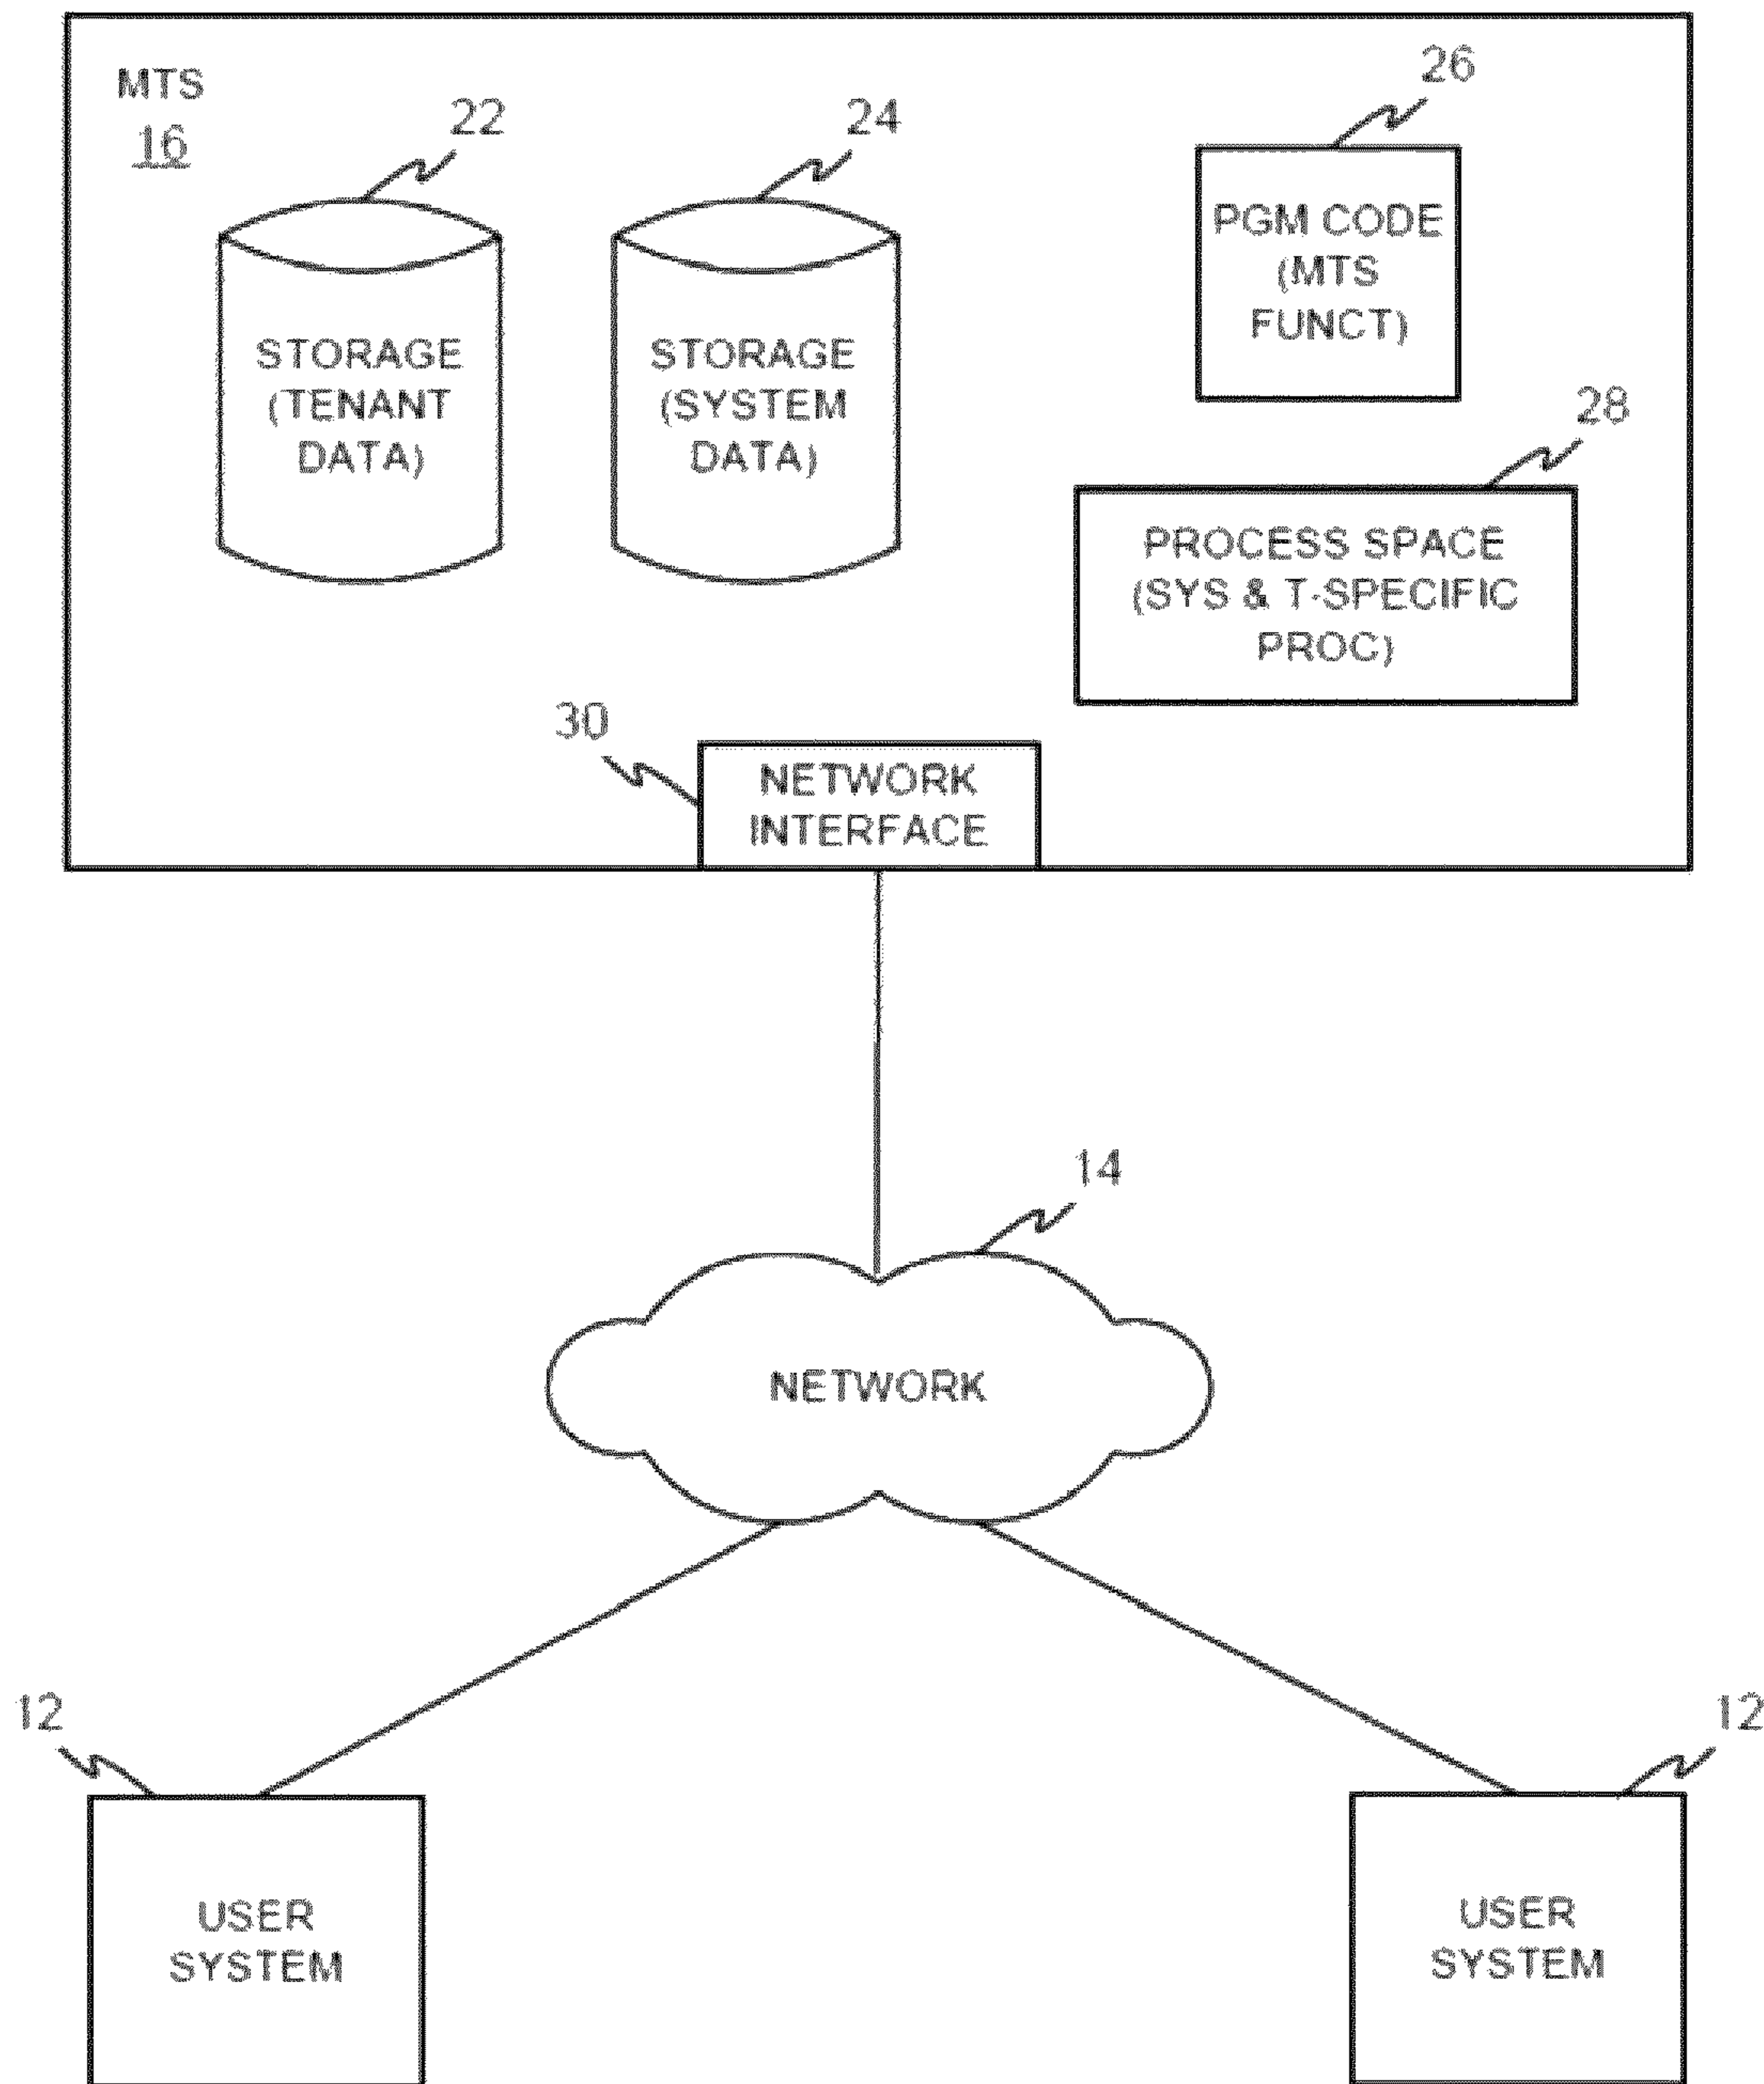 MTS
16
22
24
26
STORAGE
(TENANT
DATA)
STORAGE
(SYSTEM
DATA)
PGM CODE
(MTS
FUNCT)
28
PROCESS SPACE
(SYS & T-SPECIFIC
PROC)
30
NETWORK
INTERFACE
14
NETWORK
12
USER
SYSTEM
12
USER
SYSTEM